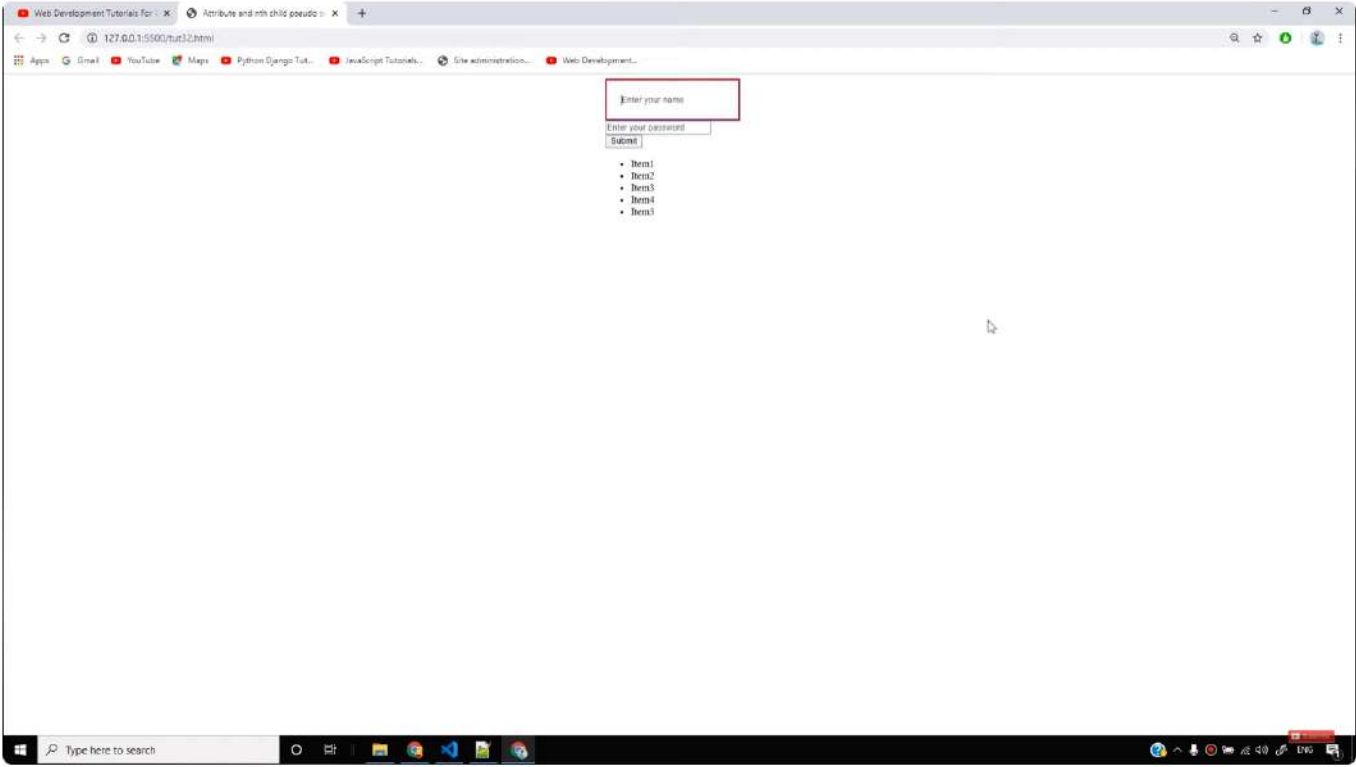 Web Development Tutorials For
Attribute and nth child pseudo s
127.0.0.1:5500/tut32.html
Apps Gmail YouTube Maps Python Django Tut... JavaScript Tutorials... Site administration... Web Development...
Enter your name
Enter your password
Submit
• Item1
• Item2
• Item3
• Item4
• Item5
Type here to search
ENG